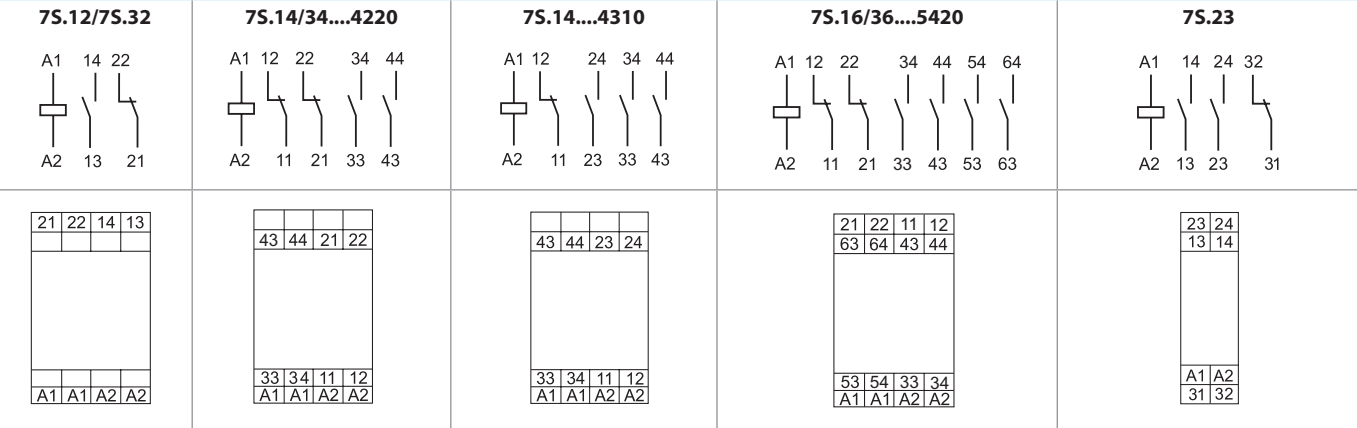 7S.12/7S.32
A1 14 22
A2 13 21
21 22 14 13
A1 A1 A2 A2
7S.14/34....4220
A1 12 22 34 44
A2 11 21 33 43
43 44 21 22
33 34 11 12
A1 A1 A2 A2
7S.14....4310
A1 12 24 34 44
A2 11 23 33 43
43 44 23 24
33 34 11 12
A1 A1 A2 A2
7S.16/36....5420
A1 12 22 34 44 54 64
A2 11 21 33 43 53 63
21 22 11 12
63 64 43 44
53 54 33 34
A1 A1 A2 A2
7S.23
A1 14 24 32
A2 13 23 31
23 24
13 14
A1 A2
31 32